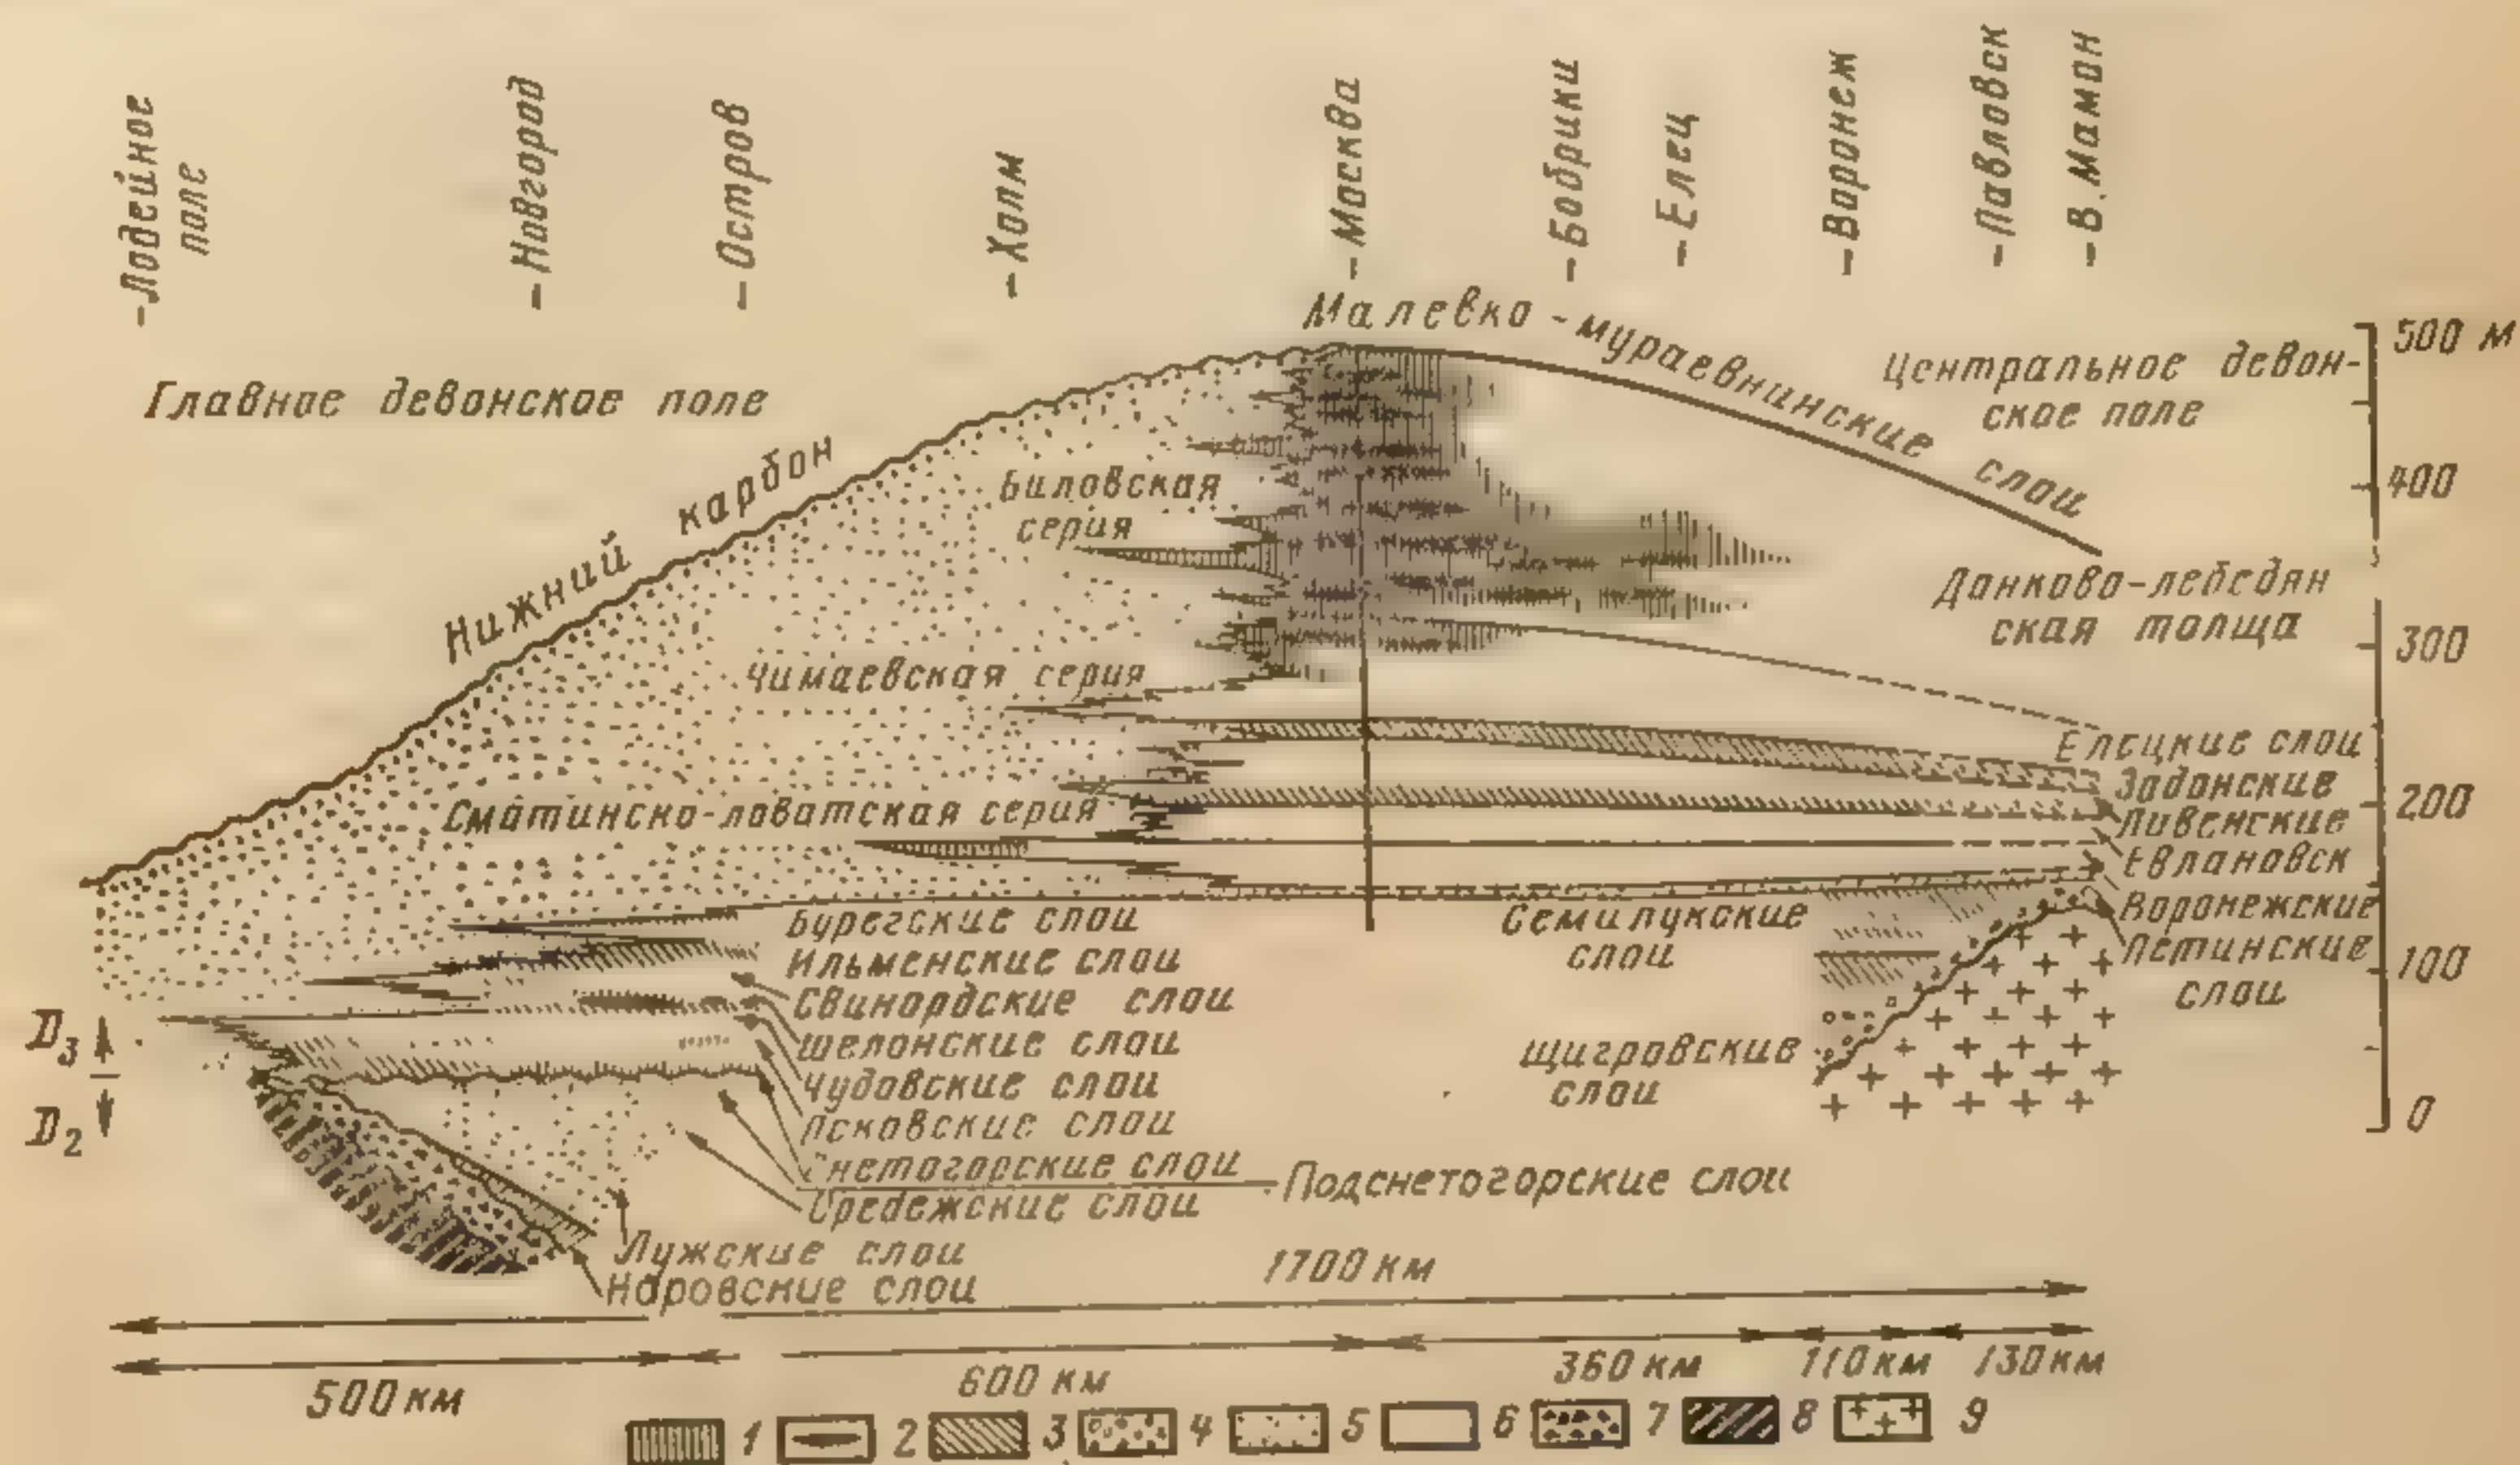 -Лодейное
поле
-Новгород
-Остров
-Холм
-Москва
-Бобрики
-Елец
-Воронеж
-Павловск
-В. Мамон
Малевко-мураевнинские слои
500 м
Центральное девон-
ское поле
Главное девонское поле
Нижний карбон
Биловская
серия
400
Данково-лебедян
ская толща
300
Чимаевская серия
Елецкие слои
Задонские
200
Сматинско-ловатская серия
Ливенские
Евлановск
Бурегские слои
Семилукские
слои
Воронежские
Петинские
слои
100
Ильменские слои
Свинордские слои
D3
Шелонские слои
Щигровские
слои
Чудовские слои
0
D2
Псковские слои
Снетогорские слои
Подснетогорские слои
Средежские слои
Лужские слои
Наровские слои
1700 км
500 км
600 км
360 км
110 км
130 км
1 2 3 4 5 6 7 8 9